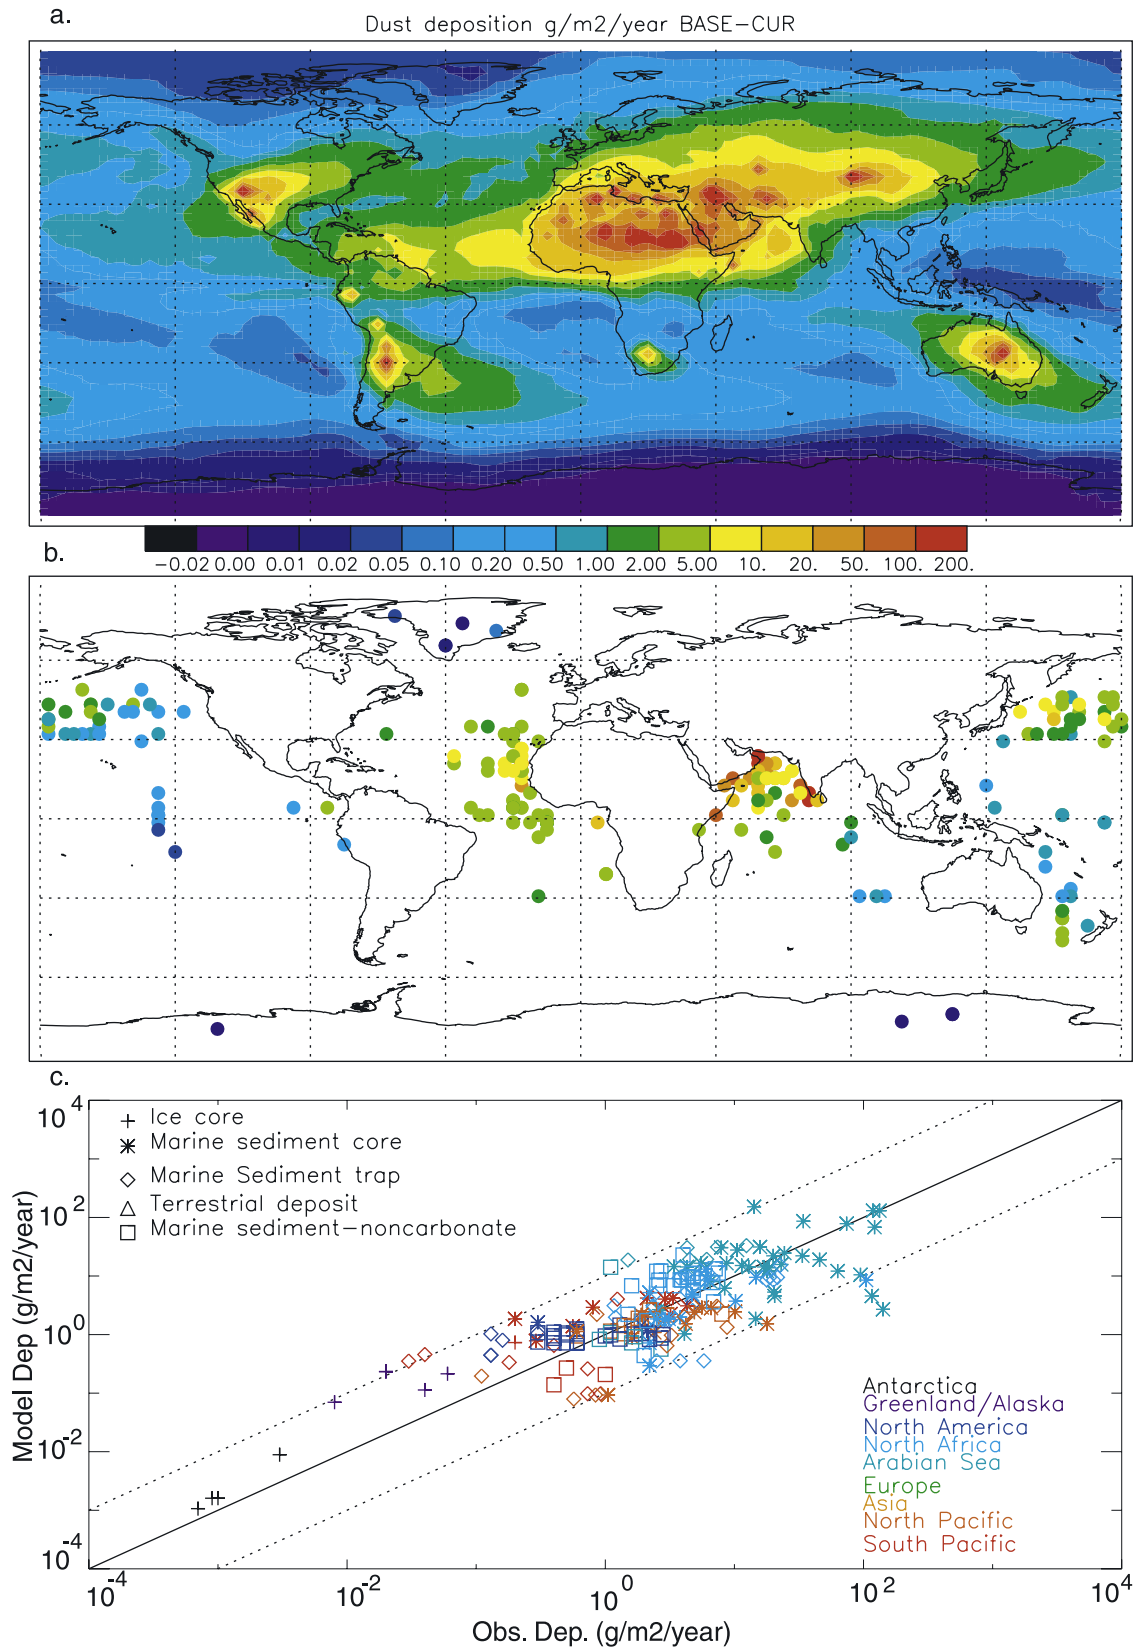 a.
Dust deposition g/m2/year BASE-CUR
-0.02 0.00 0.01 0.02 0.05 0.10 0.20 0.50 1.00 2.00 5.00 10. 20. 50. 100. 200.
b.
c.
Model Dep (g/m2/year)
10^4
10^2
10^0
10^-2
10^-4
Ice core
Marine sediment core
Marine Sediment trap
Terrestrial deposit
Marine sediment-noncarbonate
Antarctica
Greenland/Alaska
North America
North Africa
Arabian Sea
Europe
Asia
North Pacific
South Pacific
10^-4 10^-2 10^0 10^2 10^4
Obs. Dep. (g/m2/year)